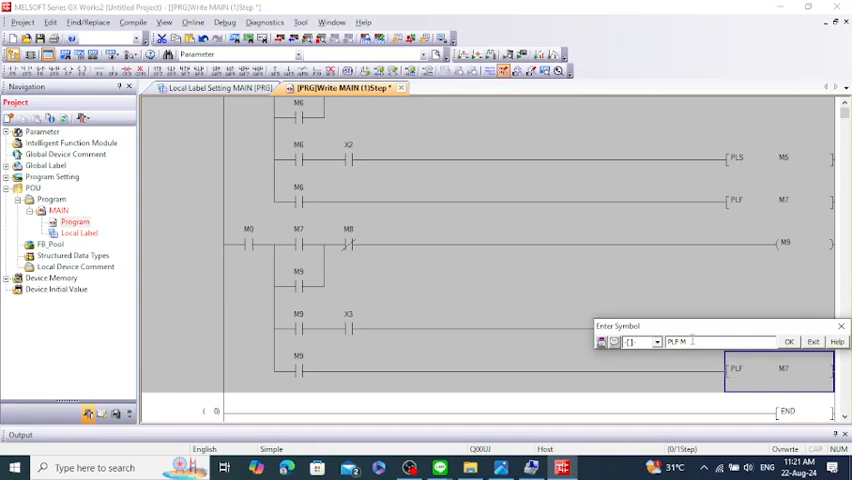 MELSOFT Series GX Works2 (Untitled Project) - [[PRG]Write MAIN (1)Step *]
Project Edit Find/Replace Compile View Online Debug Diagnostics Tool Window Help
Parameter
Navigation
Local Label Setting MAIN [PRG]
[PRG]Write MAIN (1)Step *
Project
Parameter
Intelligent Function Module
Global Device Comment
Global Label
Program Setting
POU
Program
MAIN
Program
Local Label
FB_Pool
Structured Data Types
Local Device Comment
Device Memory
Device Initial Value
M6
M6 X2 PLS M5
M6 PLF M7
M0 M7 M8 M9
M9
M9 X3
Enter Symbol
PLF M OK Exit Help
M9 PLF M7
( 0) END
Output
English Simple Q00UJ Host (0/1Step) Ovrwrte CAP NUM
Type here to search
31°C ENG 11:21 AM
22-Aug-24